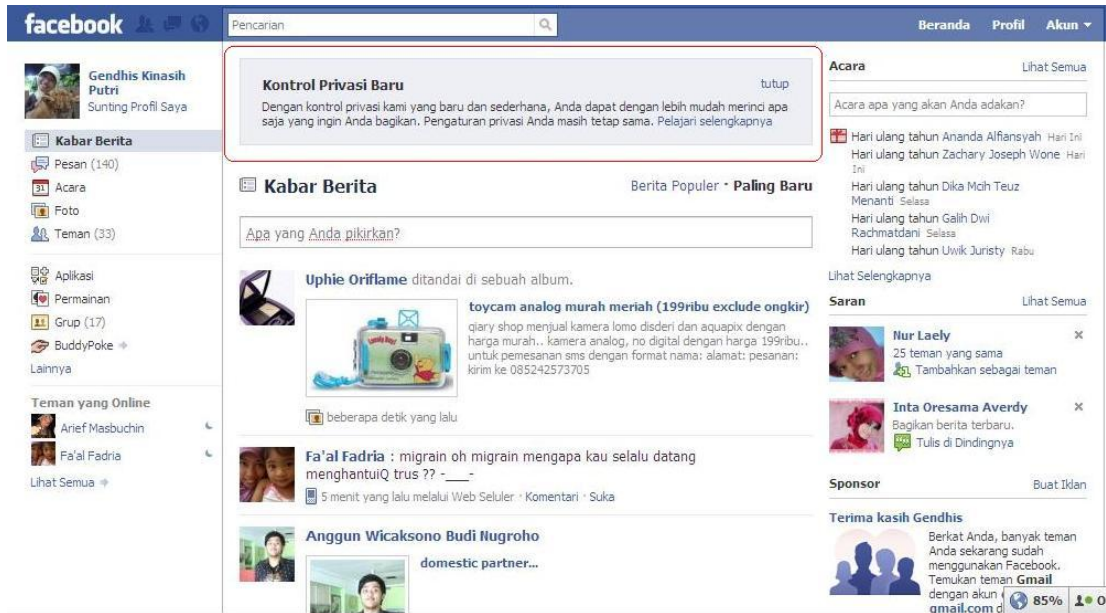 facebook
Pencarian
Beranda Profil Akun
Gendhis Kinasih
Putri
Sunting Profil Saya
Kabar Berita
Pesan (140)
31 Acara
Foto
Teman (33)
Aplikasi
Permainan
Grup (17)
BuddyPoke
Lainnya
Teman yang Online
Arief Masbuchin
Fa'al Fadria
Lihat Semua
Kontrol Privasi Baru
tutup
Dengan kontrol privasi kami yang baru dan sederhana, Anda dapat dengan lebih mudah merinci apa
saja yang ingin Anda bagikan. Pengaturan privasi Anda masih tetap sama. Pelajari selengkapnya
Kabar Berita
Berita Populer · Paling Baru
Apa yang Anda pikirkan?
Uphie Oriflame ditandai di sebuah album.
toycam analog murah meriah (199ribu exclude ongkir)
qiary shop menjual kamera lomo disderi dan aquapix dengan
harga murah.. kamera analog, no digital dengan harga 199ribu..
untuk pemesanan sms dengan format nama: alamat: pesanan:
kirim ke 085242573705
beberapa detik yang lalu
Fa'al Fadria : migrain oh migrain mengapa kau selalu datang
menghantuiQ trus ?? -___-
5 menit yang lalu melalui Web Seluler · Komentari · Suka
Anggun Wicaksono Budi Nugroho
domestic partner...
Acara
Lihat Semua
Acara apa yang akan Anda adakan?
Hari ulang tahun Ananda Alfiansyah Hari Ini
Hari ulang tahun Zachary Joseph Wone Hari
Ini
Hari ulang tahun Dika Mcih Teuz
Menanti Selasa
Hari ulang tahun Galih Dwi
Rachmatdani Selasa
Hari ulang tahun Uwik Juristy Rabu
Lihat Selengkapnya
Saran
Lihat Semua
Nur Laely
25 teman yang sama
Tambahkan sebagai teman
Inta Oresama Averdy
Bagikan berita terbaru.
Tulis di Dindingnya
Sponsor
Buat Iklan
Terima kasih Gendhis
Berkat Anda, banyak teman
Anda sekarang sudah
menggunakan Facebook.
Temukan teman Gmail
dengan akun
gmail.com
85%